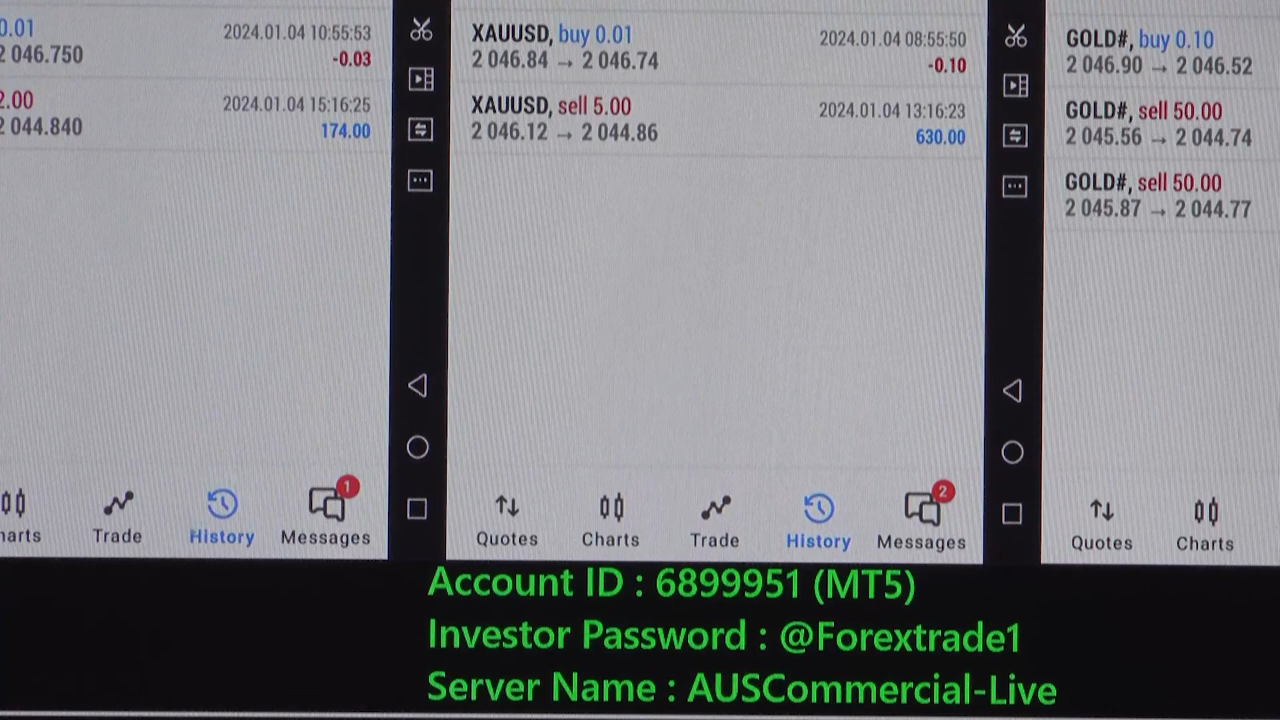 0.01
2024.01.04 10:55:53
2 046.750
-0.03
2.00
2024.01.04 15:16:25
2 044.840
174.00
harts
Trade
History
1
Messages
XAUUSD, buy 0.01
2024.01.04 08:55:50
2 046.84 → 2 046.74
-0.10
XAUUSD, sell 5.00
2024.01.04 13:16:23
2 046.12 → 2 044.86
630.00
Quotes
Charts
Trade
History
2
Messages
GOLD#, buy 0.10
2 046.90 → 2 046.52
GOLD#, sell 50.00
2 045.56 → 2 044.74
GOLD#, sell 50.00
2 045.87 → 2 044.77
Quotes
Charts
Account ID : 6899951 (MT5)
Investor Password : @Forextrade1
Server Name : AUSCommercial-Live